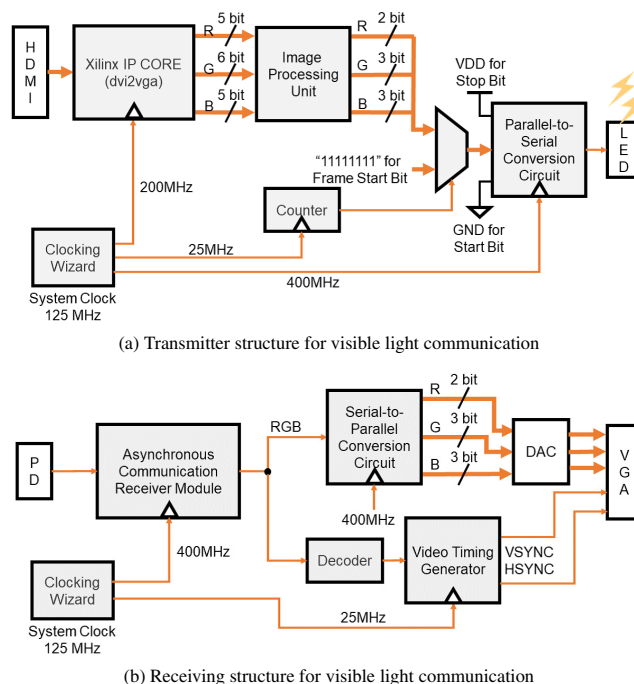 H
D
M
I
Xilinx IP CORE
(dvi2vga)
R
5 bit
G
6 bit
B
5 bit
Image
Processing
Unit
R
2 bit
G
3 bit
B
3 bit
VDD for
Stop Bit
Parallel-to-
Serial
Conversion
Circuit
L
E
D
"11111111" for
Frame Start Bit
200MHz
Counter
GND for
Start Bit
Clocking
Wizard
25MHz
400MHz
System Clock
125 MHz
(a) Transmitter structure for visible light communication
P
D
Asynchronous
Communication
Receiver Module
RGB
Serial-to-
Parallel
Conversion
Circuit
R
2 bit
G
3 bit
B
3 bit
DAC
V
G
A
400MHz
400MHz
Decoder
Video Timing
Generator
VSYNC
HSYNC
Clocking
Wizard
25MHz
System Clock
125 MHz
(b) Receiving structure for visible light communication